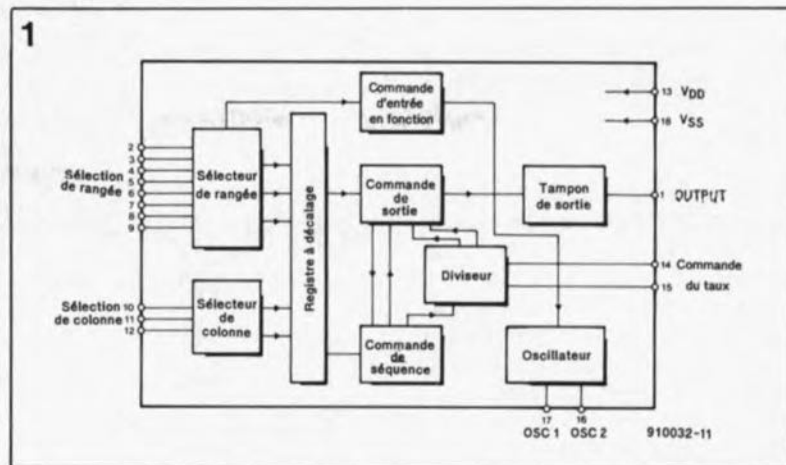 1
Commande
d'entrée
en fonction
13 VDD
18 VSS
2
3
4
5
6
7
8
9
Sélection
de rangée
Sélecteur
de rangée
Registre à décalage
Commande
de
sortie
Tampon
de sortie
1 OUTPUT
Diviseur
14 Commande
15 du taux
Sélection
de colonne
10
11
12
Sélecteur
de
colonne
Commande
de
séquence
Oscillateur
17 16
OSC 1 OSC 2 910032-11